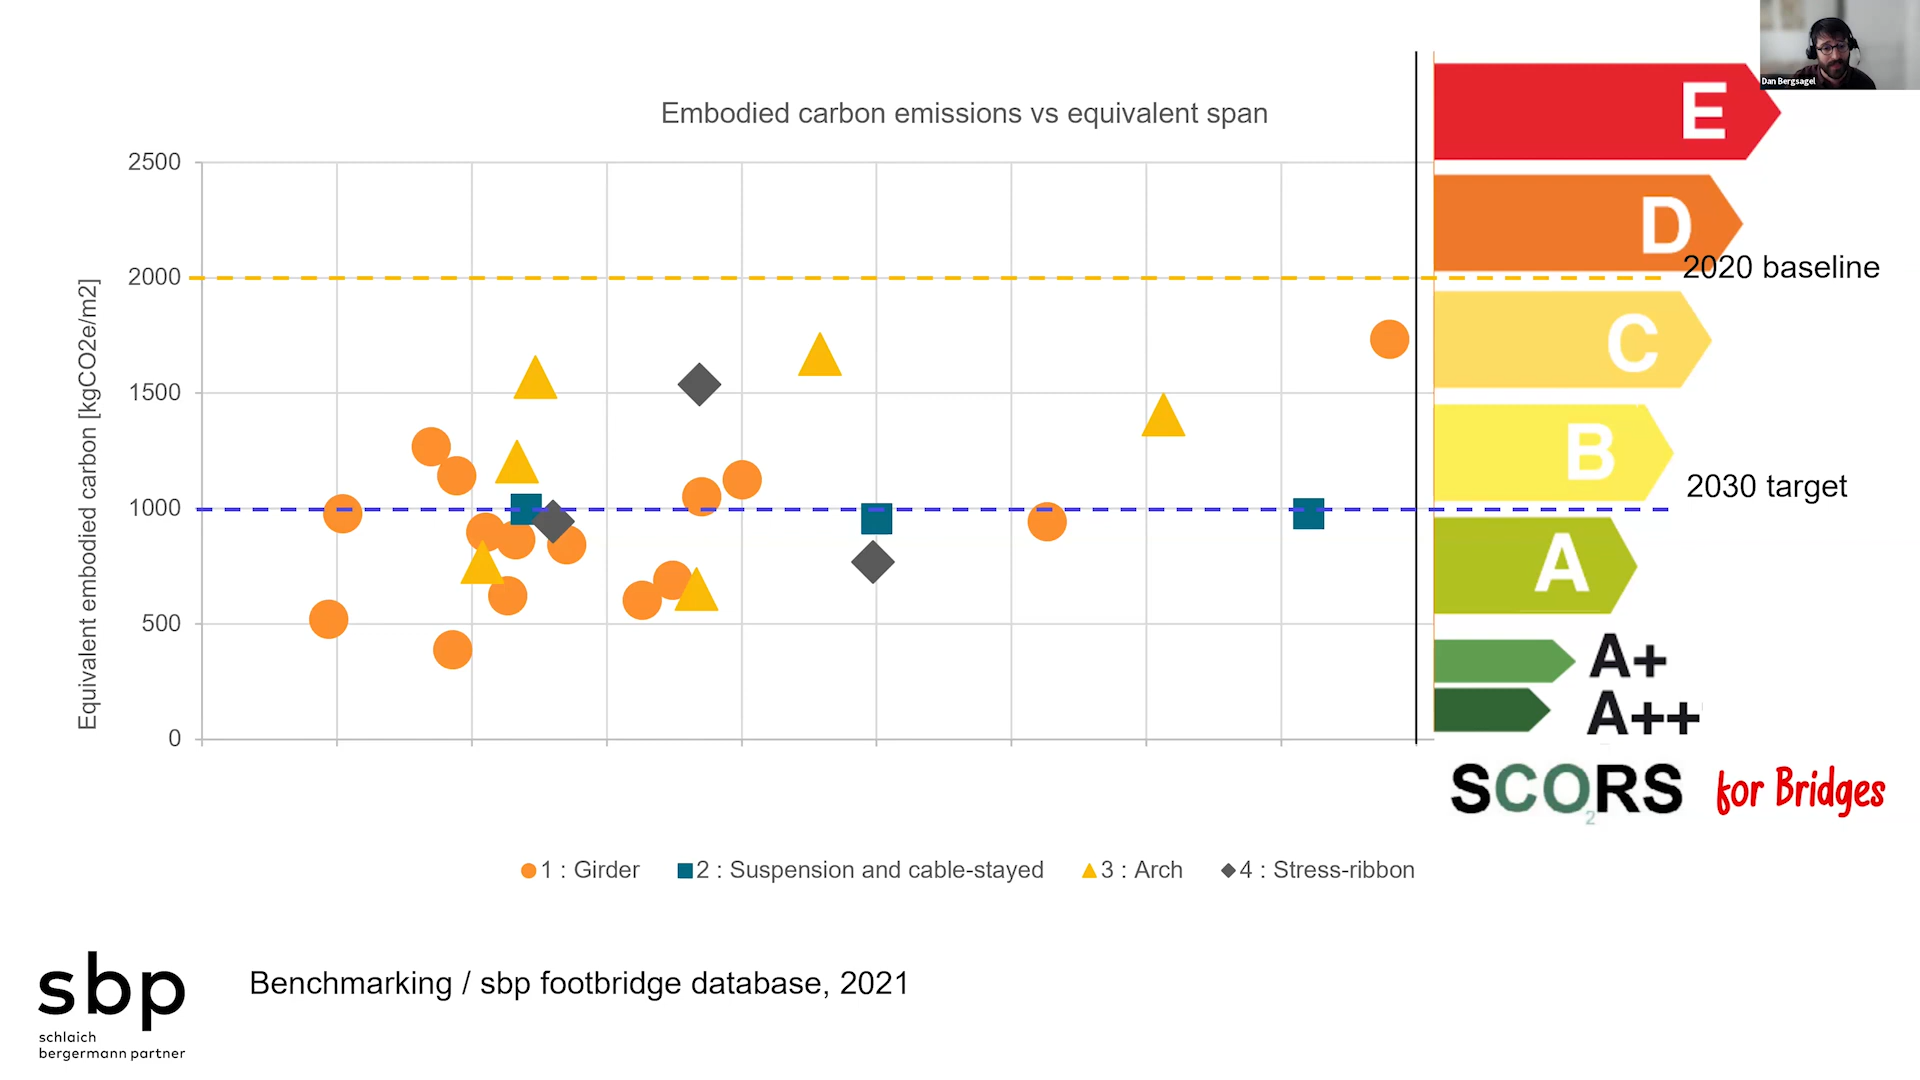 Dan Bergsagel
Embodied carbon emissions vs equivalent span
Equivalent embodied carbon [kgCO2e/m2]
2500
2000
1500
1000
500
0
E
D
2020 baseline
C
B
2030 target
A
A+
A++
SCO2RS for Bridges
1 : Girder
2 : Suspension and cable-stayed
3 : Arch
4 : Stress-ribbon
sbp
schlaich
bergermann partner
Benchmarking / sbp footbridge database, 2021